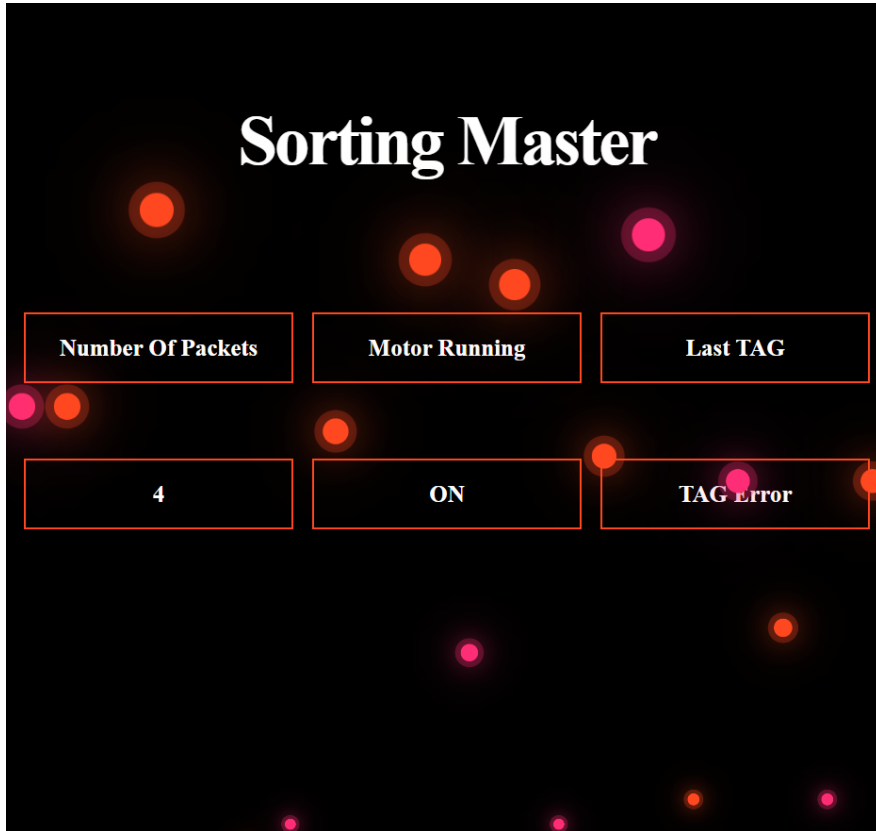 Sorting Master
Number Of Packets
Motor Running
Last TAG
4
ON
TAG Error